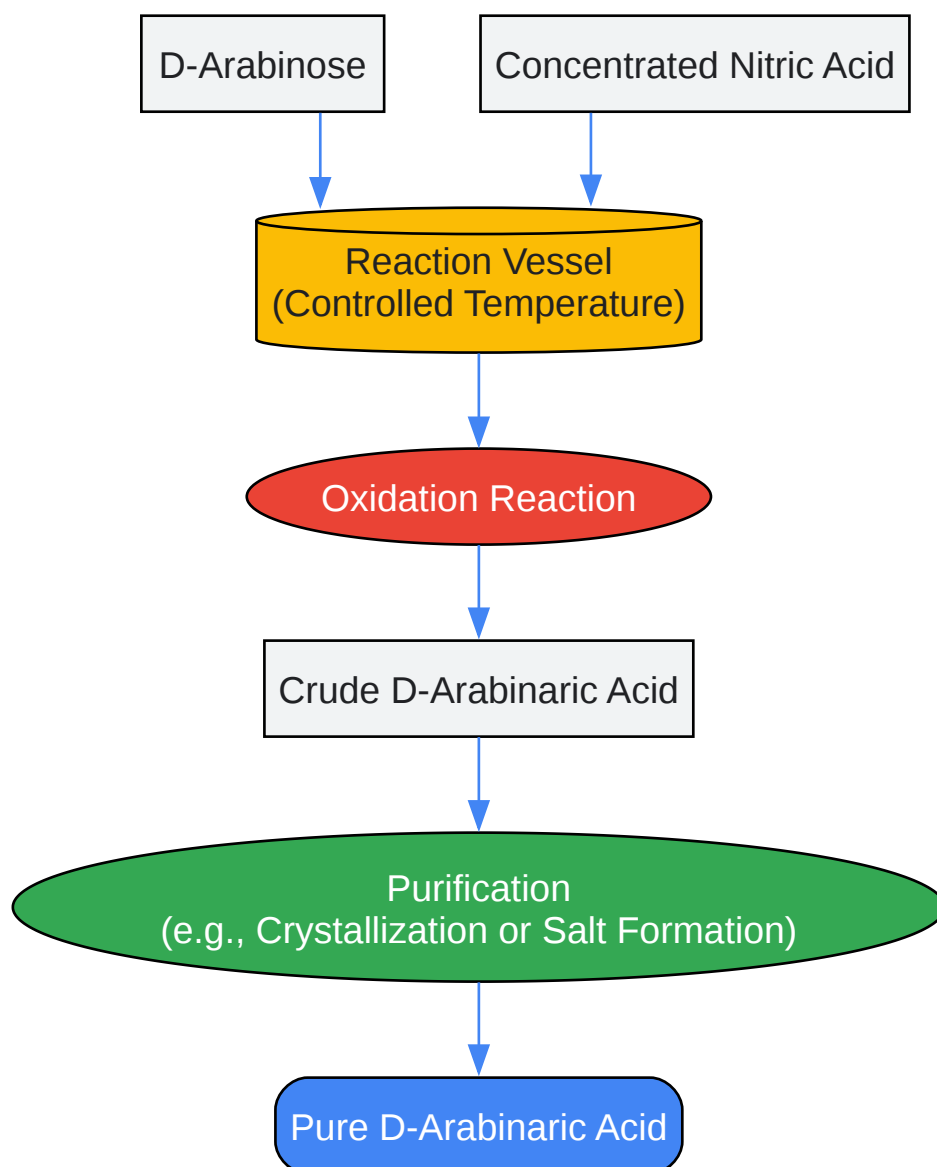 D-Arabinose
Concentrated Nitric Acid
Reaction Vessel
(Controlled Temperature)
Oxidation Reaction
Crude D-Arabinaric Acid
Purification
(e.g., Crystallization or Salt Formation)
Pure D-Arabinaric Acid